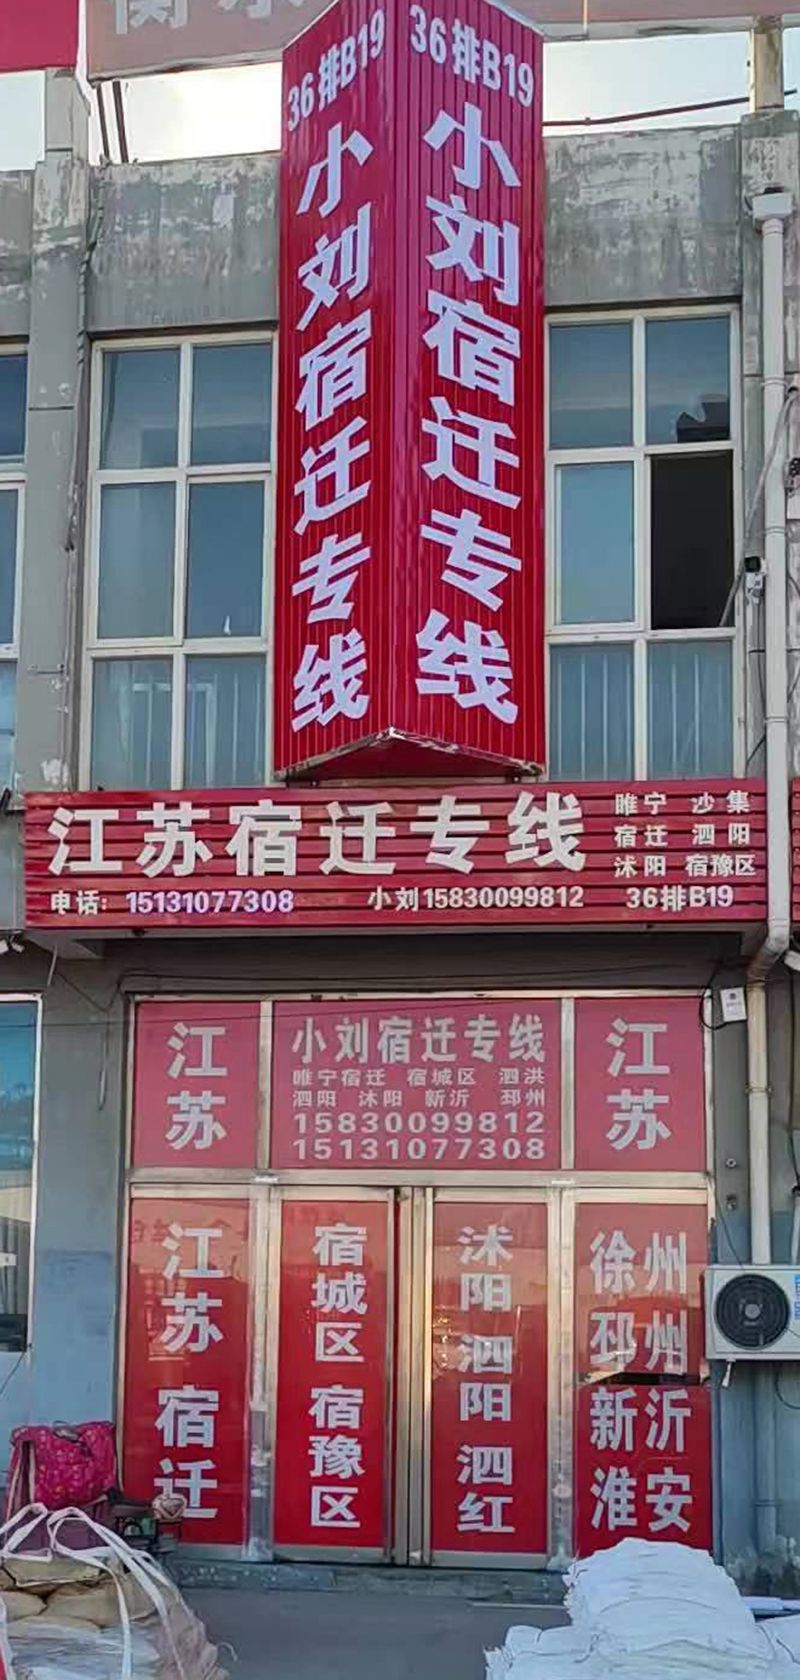 36排B19
小刘宿迁专线
36排B19
小刘宿迁专线
江苏宿迁专线
睢宁 沙集
宿迁 泗阳
沭阳 宿豫区
电话: 15131077308 小刘15830099812 36排B19
江苏
小刘宿迁专线
睢宁宿迁 宿城区 泗洪
泗阳 沭阳 新沂 邳州
15830099812
15131077308
江苏
江苏 宿迁
宿城区 宿豫区
沭阳 泗阳 泗红
徐州
邳州
新沂
淮安